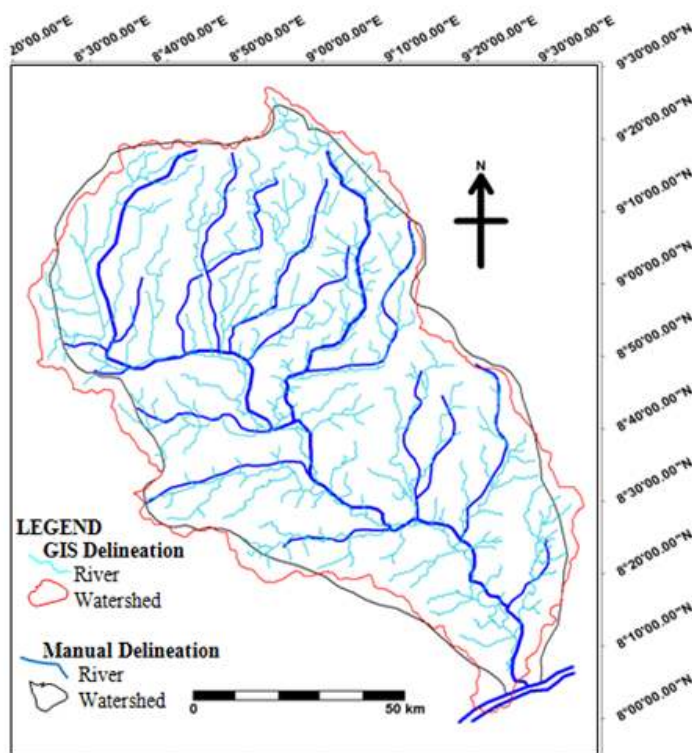 20°00.00"E
8°30'00.00"E
8°40'00.00"E
8°50'00.00"E
9°00'00.00"E
9°10'00.00"E
9°20'00.00"E
9°30'00.00"E
9°30'00.00"N
9°20'00.00"N
9°10'00.00"N
9°00'00.00"N
8°50'00.00"N
8°40'00.00"N
8°30'00.00"N
8°20'00.00"N
8°10'00.00"N
8°00'00.00"N
N
LEGEND
GIS Delineation
River
Watershed
Manual Delineation
River
Watershed
0 50 km